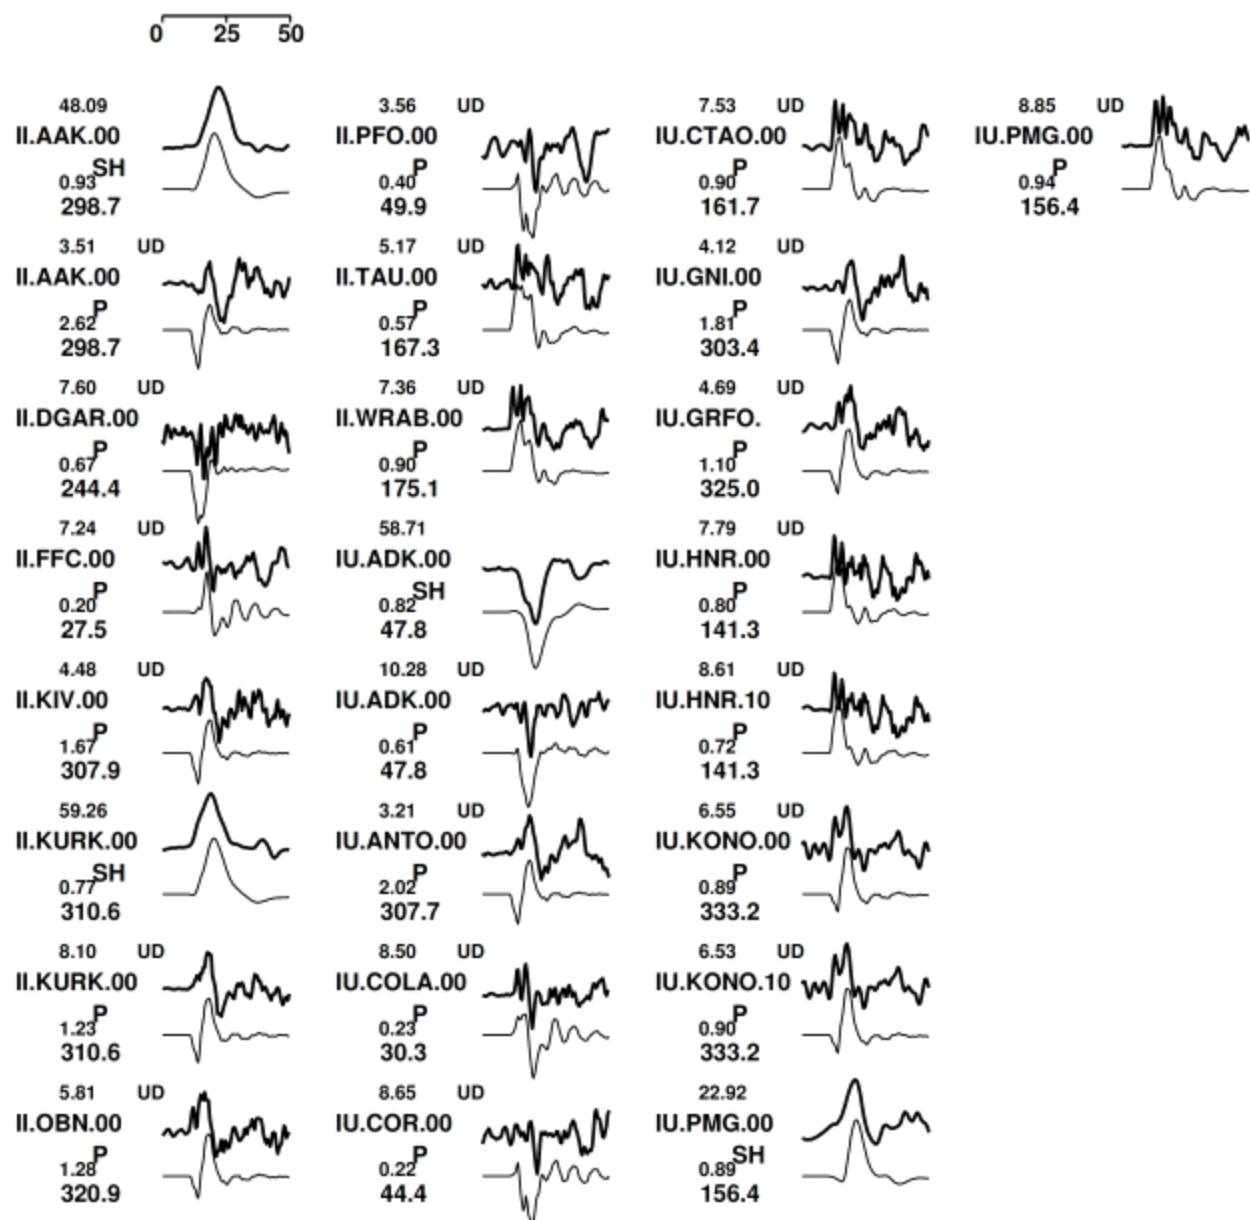 0 25 50
48.09
II.AAK.00
SH
0.93
298.7
3.51 UD
II.AAK.00
P
2.62
298.7
7.60 UD
II.DGAR.00
P
0.67
244.4
7.24 UD
II.FFC.00
P
0.20
27.5
4.48 UD
II.KIV.00
P
1.67
307.9
59.26
II.KURK.00
SH
0.77
310.6
8.10 UD
II.KURK.00
P
1.23
310.6
5.81 UD
II.OBN.00
P
1.28
320.9
3.56 UD
II.PFO.00
P
0.40
49.9
5.17 UD
II.TAU.00
P
0.57
167.3
7.36 UD
II.WRAB.00
P
0.90
175.1
58.71
IU.ADK.00
SH
0.82
47.8
10.28 UD
IU.ADK.00
P
0.61
47.8
3.21 UD
IU.ANTO.00
P
2.02
307.7
8.50 UD
IU.COLA.00
P
0.23
30.3
8.65 UD
IU.COR.00
P
0.22
44.4
7.53 UD
IU.CTAO.00
P
0.90
161.7
4.12 UD
IU.GNI.00
P
1.81
303.4
4.69 UD
IU.GRFO.
P
1.10
325.0
7.79 UD
IU.HNR.00
P
0.80
141.3
8.61 UD
IU.HNR.10
P
0.72
141.3
6.55 UD
IU.KONO.00
P
0.89
333.2
6.53 UD
IU.KONO.10
P
0.90
333.2
22.92
IU.PMG.00
SH
0.89
156.4
8.85 UD
IU.PMG.00
P
0.94
156.4